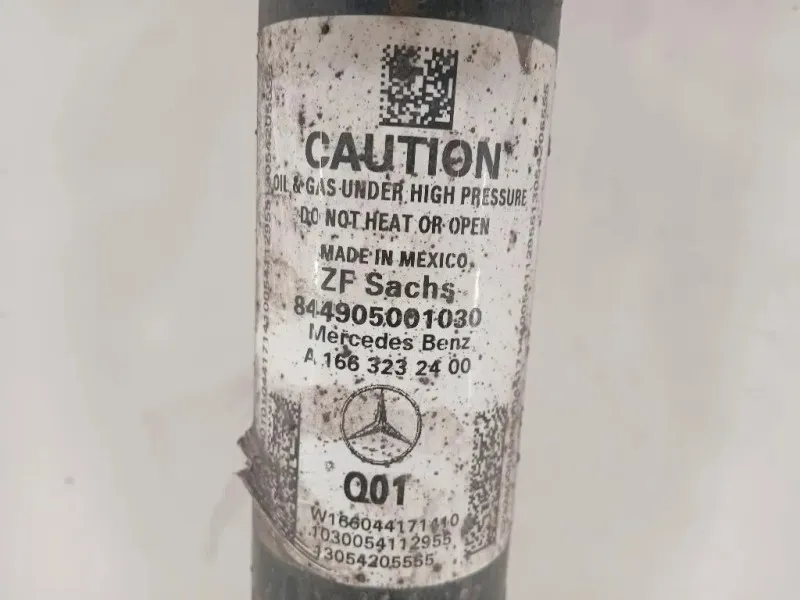 CAUTION
OIL & GAS UNDER HIGH PRESSURE
DO NOT HEAT OR OPEN
MADE IN MEXICO
ZF Sachs
844905001030
Mercedes Benz
A 166 323 24 00
Q01
W166044171410
1030054112955
13054205555